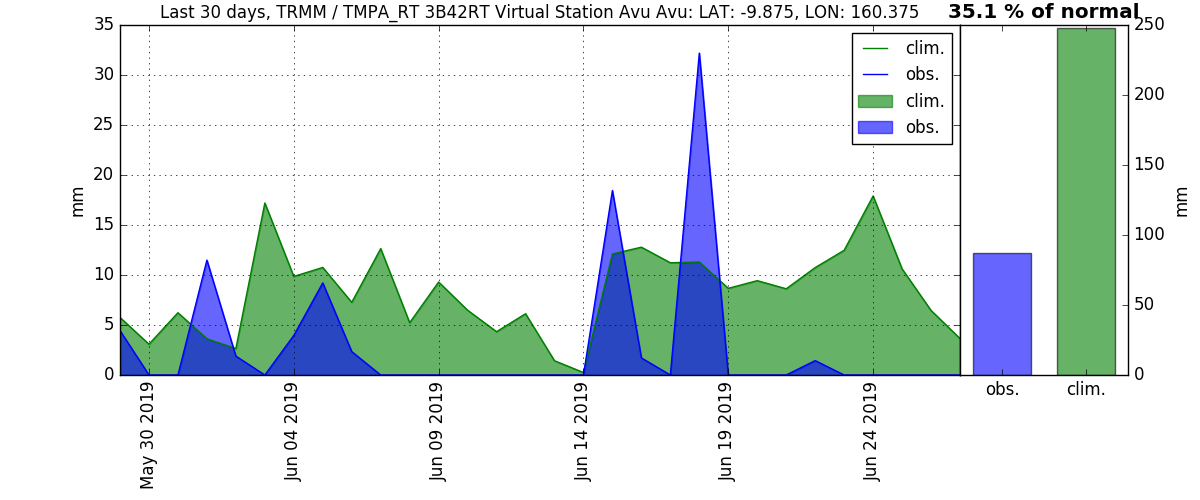 Last 30 days, TRMM / TMPA_RT 3B42RT Virtual Station Avu Avu: LAT: -9.875, LON: 160.375
35.1 % of normal
35
30
25
20
15
10
5
0
mm
clim.
obs.
clim.
obs.
May 30 2019
Jun 04 2019
Jun 09 2019
Jun 14 2019
Jun 19 2019
Jun 24 2019
250
200
150
100
50
0
mm
obs.
clim.